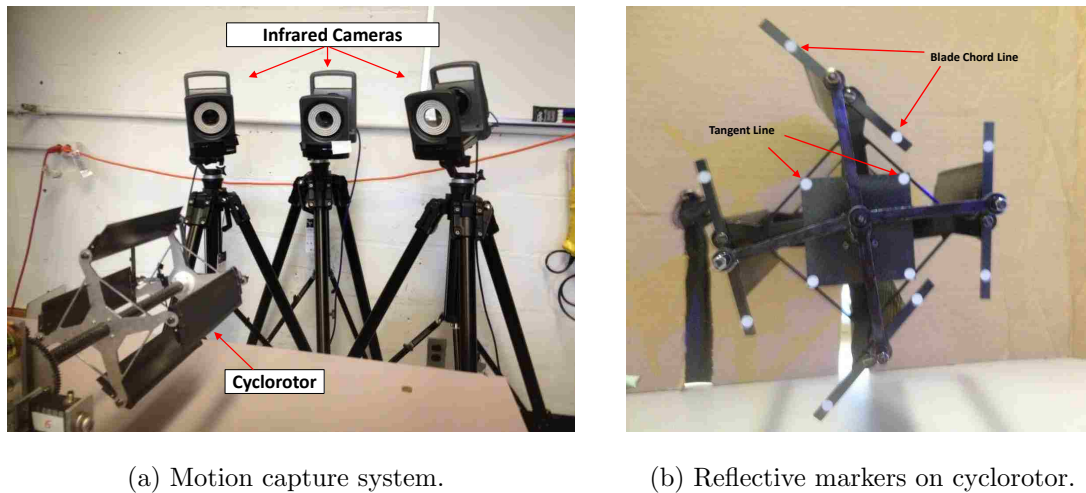 Infrared Cameras
Cyclorotor
Blade Chord Line
Tangent Line
(a) Motion capture system.
(b) Reflective markers on cyclorotor.